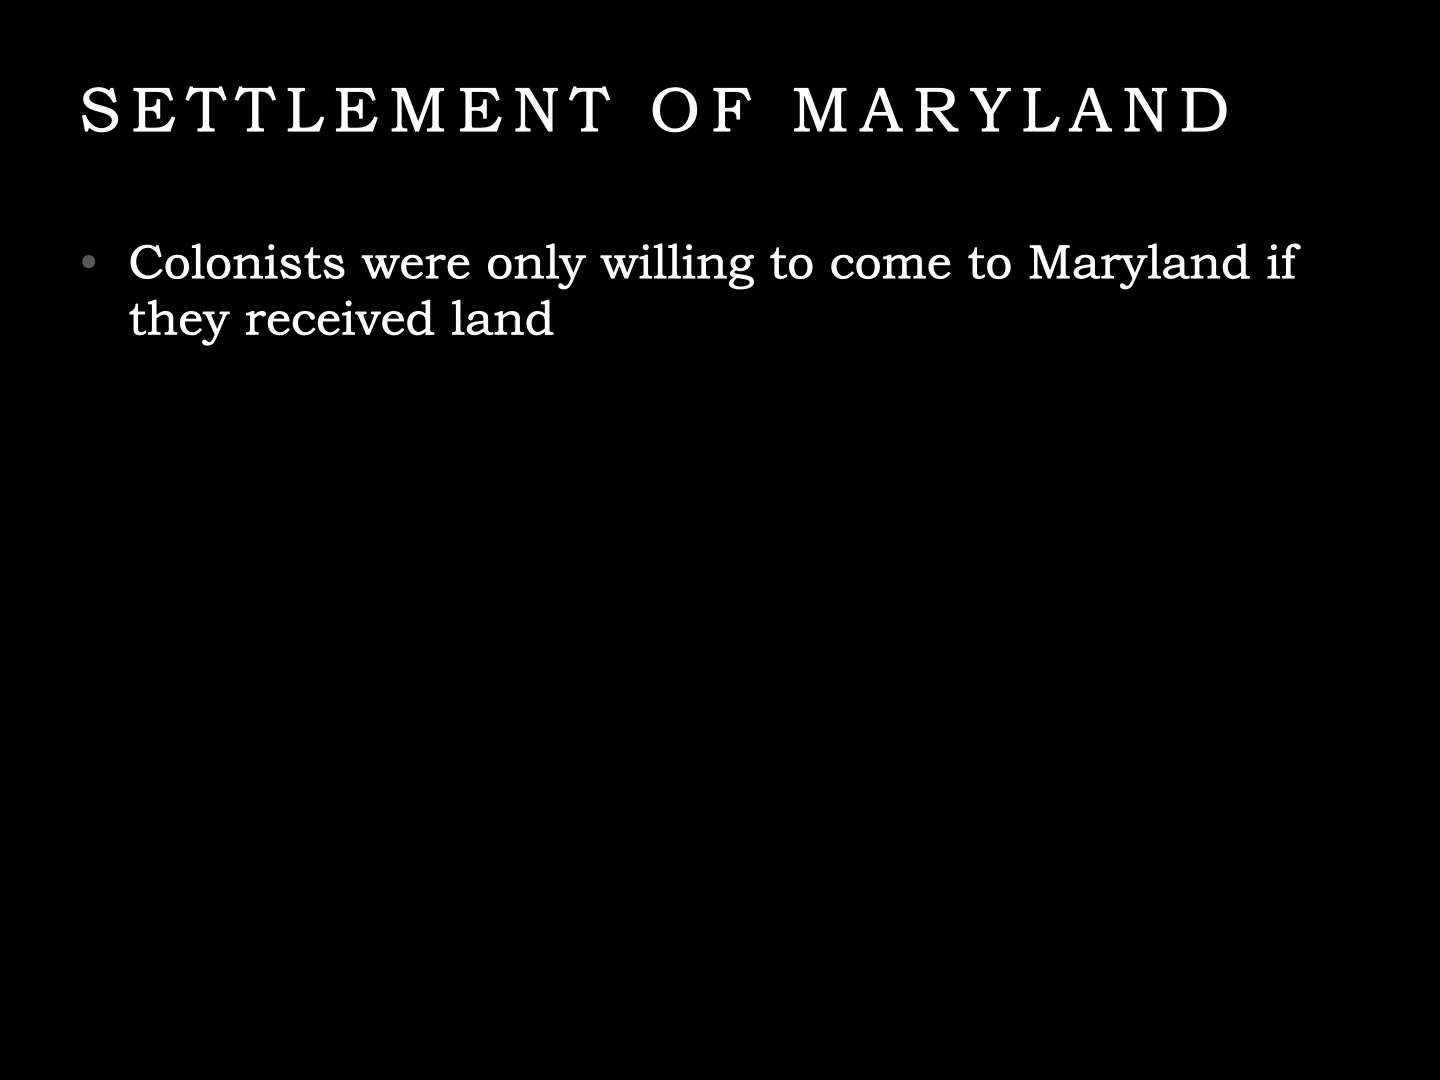 SETTLEMENT OF MARYLAND
• Colonists were only willing to come to Maryland if
they received land